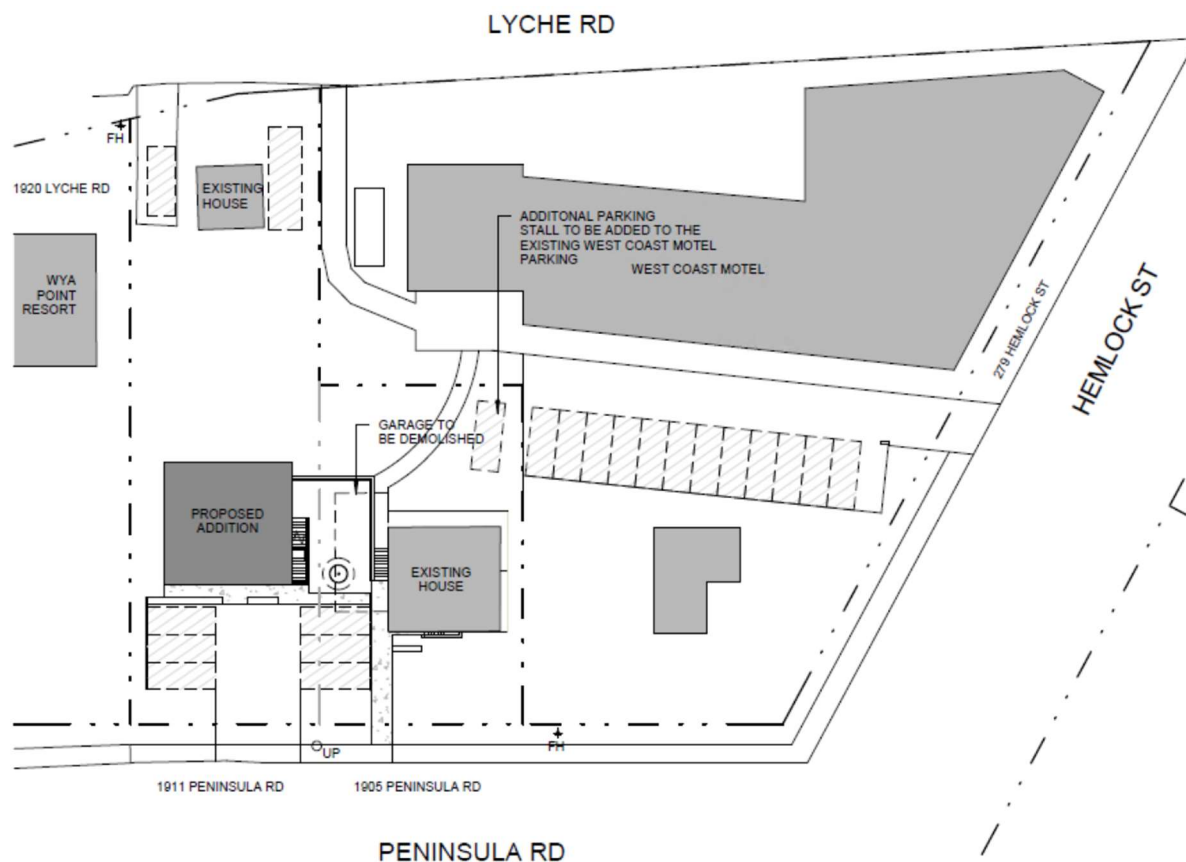 LYCHE RD
FH
1920 LYCHE RD
EXISTING
HOUSE
ADDITONAL PARKING
STALL TO BE ADDED TO THE
EXISTING WEST COAST MOTEL
PARKING
WEST COAST MOTEL
WYA
POINT
RESORT
279 HEMLOCK ST
HEMLOCK ST
GARAGE TO
BE DEMOLISHED
PROPOSED
ADDITION
EXISTING
HOUSE
UP
FH
1911 PENINSULA RD
1905 PENINSULA RD
PENINSULA RD